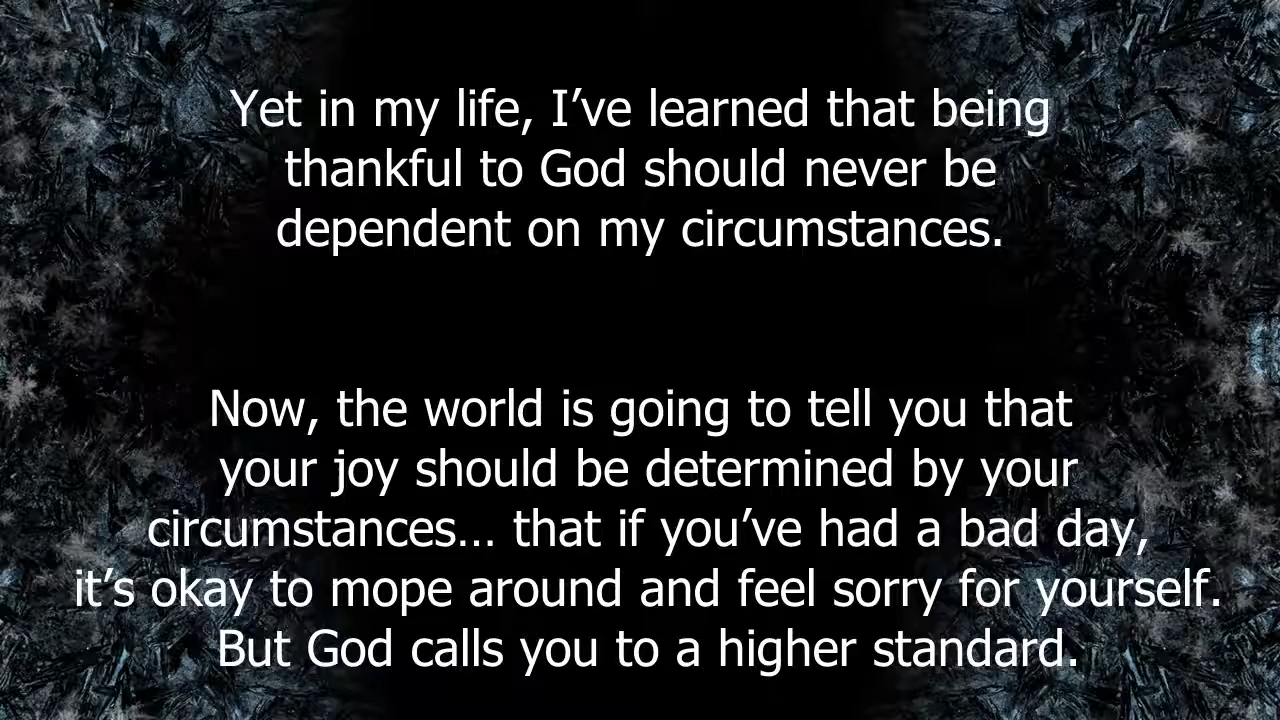 Yet in my life, I’ve learned that being
thankful to God should never be
dependent on my circumstances.
Now, the world is going to tell you that
your joy should be determined by your
circumstances… that if you’ve had a bad day,
it’s okay to mope around and feel sorry for yourself.
But God calls you to a higher standard.